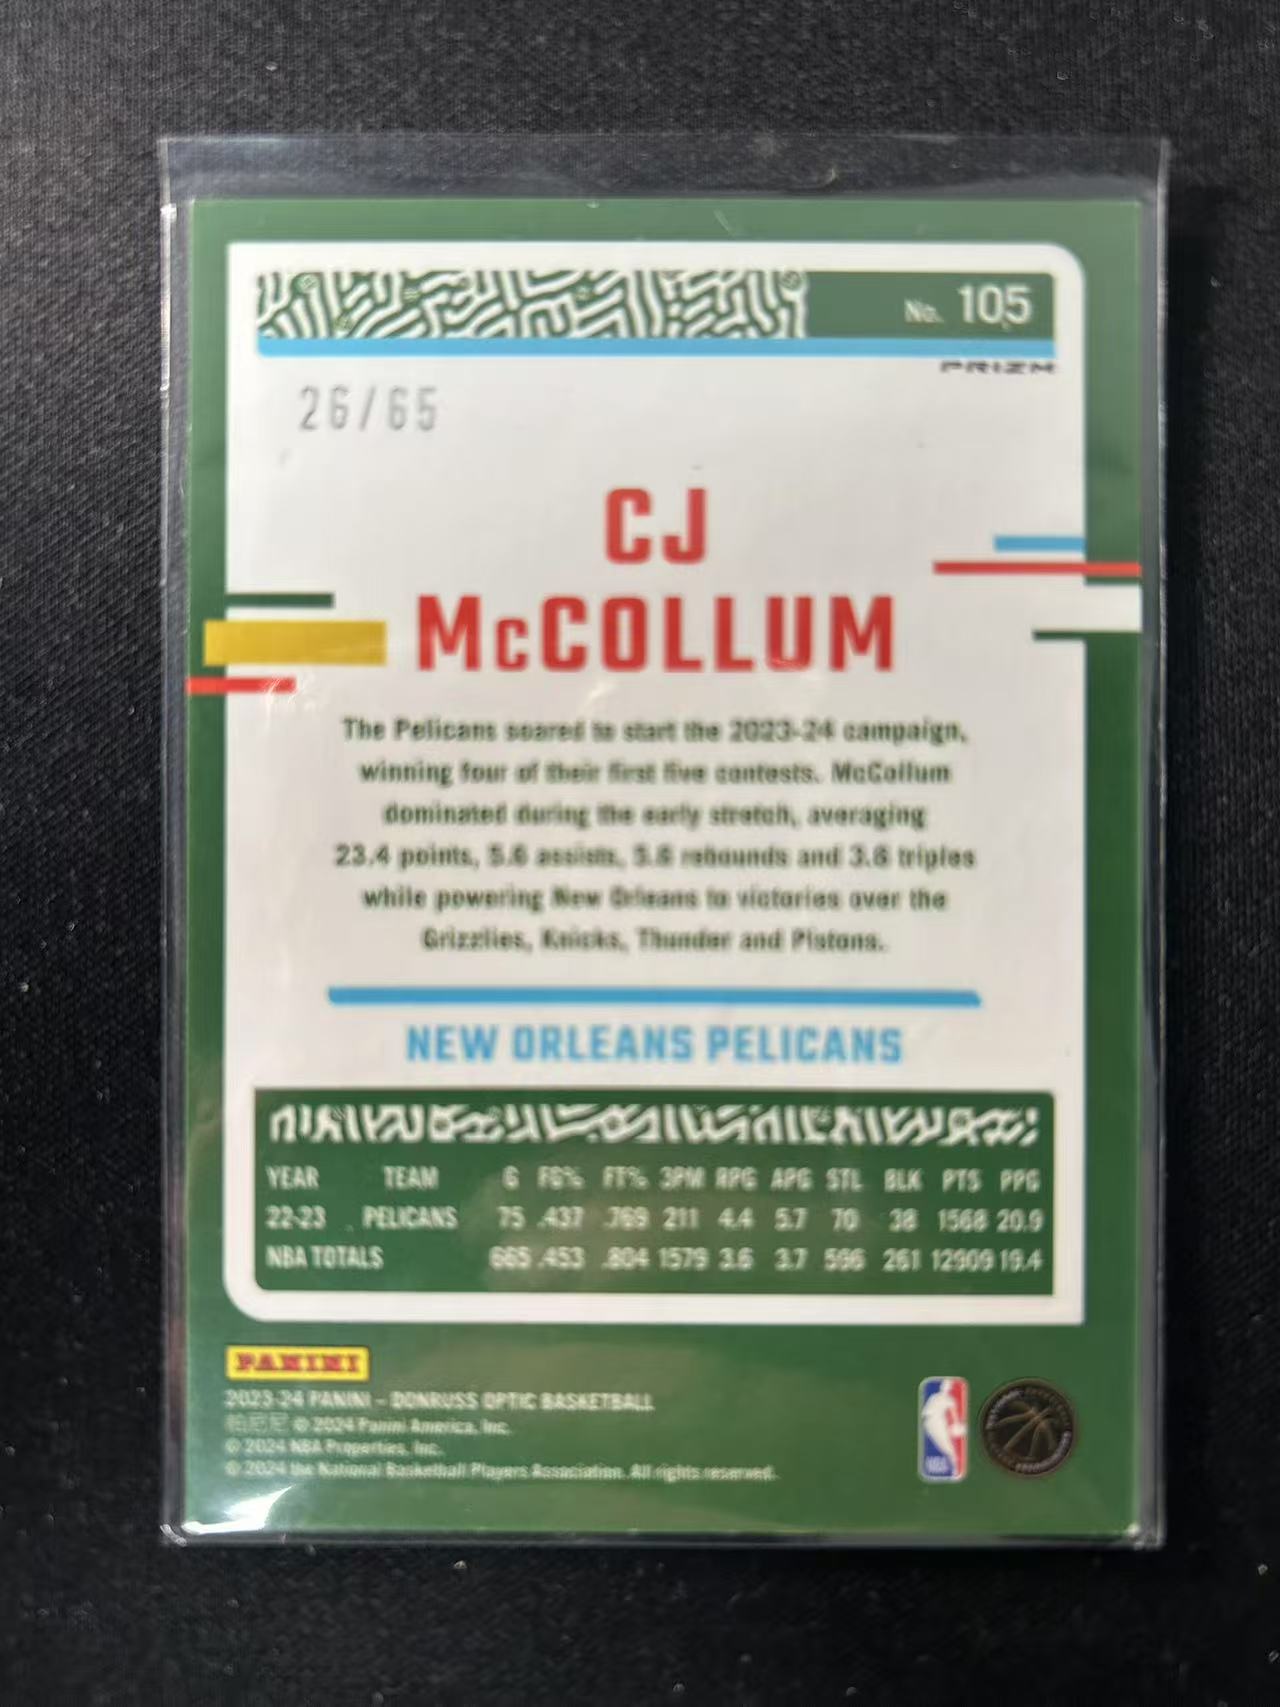 No. 105
PRIZM
26/65
CJ
McCOLLUM
The Pelicans soared to start the 2023-24 campaign,
winning four of their first five contests. McCollum
dominated during the early stretch, averaging
23.4 points, 5.6 assists, 5.8 rebounds and 3.6 triples
while powering New Orleans to victories over the
Grizzlies, Knicks, Thunder and Pistons.
NEW ORLEANS PELICANS
YEAR TEAM G FG% FT% 3PM RPG APG STL BLK PTS PPG
22-23 PELICANS 75 .437 .769 211 4.4 5.7 70 38 1568 20.9
NBA TOTALS 665 .453 .804 1579 3.6 3.7 596 261 12909 19.4
PANINI
2023-24 PANINI - DONRUSS OPTIC BASKETBALL
帕尼尼 © 2024 Panini America, Inc.
© 2024 NBA Properties, Inc.
© 2024 the National Basketball Players Association. All rights reserved.
NBA